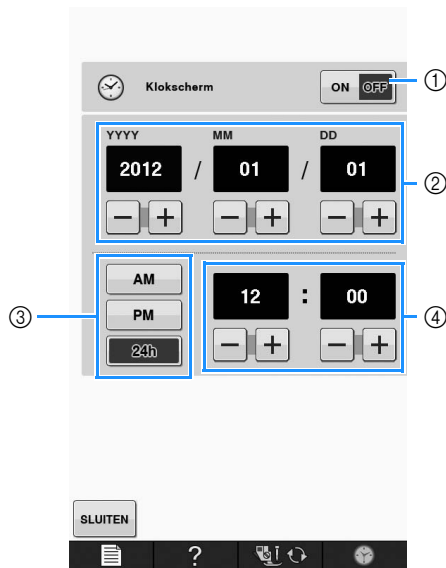 ①
Klokscherm ON OFF
YYYY MM DD
2012 / 01 / 01
②
− + − + − +
③
AM
PM
24h
12 : 00
④
− + − +
SLUITEN
?